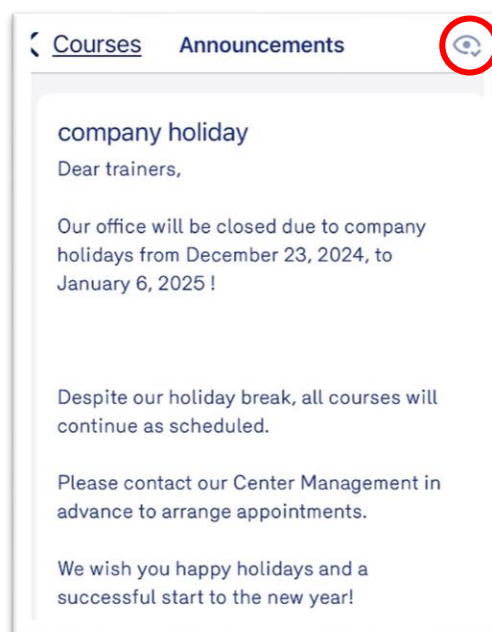 Courses Announcements
company holiday
Dear trainers,
Our office will be closed due to company
holidays from December 23, 2024, to
January 6, 2025 !
Despite our holiday break, all courses will
continue as scheduled.
Please contact our Center Management in
advance to arrange appointments.
We wish you happy holidays and a
successful start to the new year!